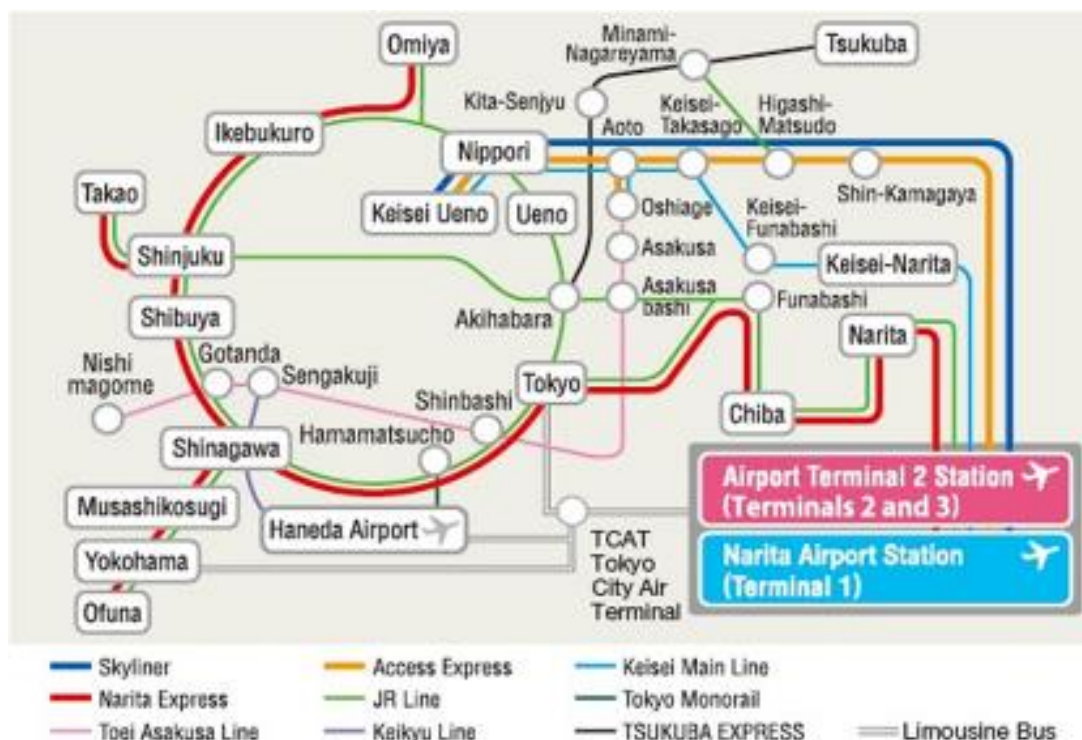 Omiya
Minami-
Nagareyama
Tsukuba
Kita-Senjyu
Keisei-
Takasago
Higashi-
Matsudo
Ikebukuro
Aoto
Nippori
Takao
Keisei Ueno
Ueno
Oshiage
Keisei-
Funabashi
Shin-Kamagaya
Shinjuku
Asakusa
Keisei-Narita
Shibuya
Akihabara
Asakusa
bashi
Funabashi
Narita
Nishi
magome
Gotanda
Sengakuji
Tokyo
Shinbashi
Chiba
Shinagawa
Hamamatsucho
Musashikosugi
Haneda Airport
Airport Terminal 2 Station
(Terminals 2 and 3)
Yokohama
TCAT
Tokyo
City Air
Terminal
Narita Airport Station
(Terminal 1)
Ofuna
Skyliner
Access Express
Keisei Main Line
Narita Express
JR Line
Tokyo Monorail
Toei Asakusa Line
Keikyu Line
TSUKUBA EXPRESS
Limousine Bus